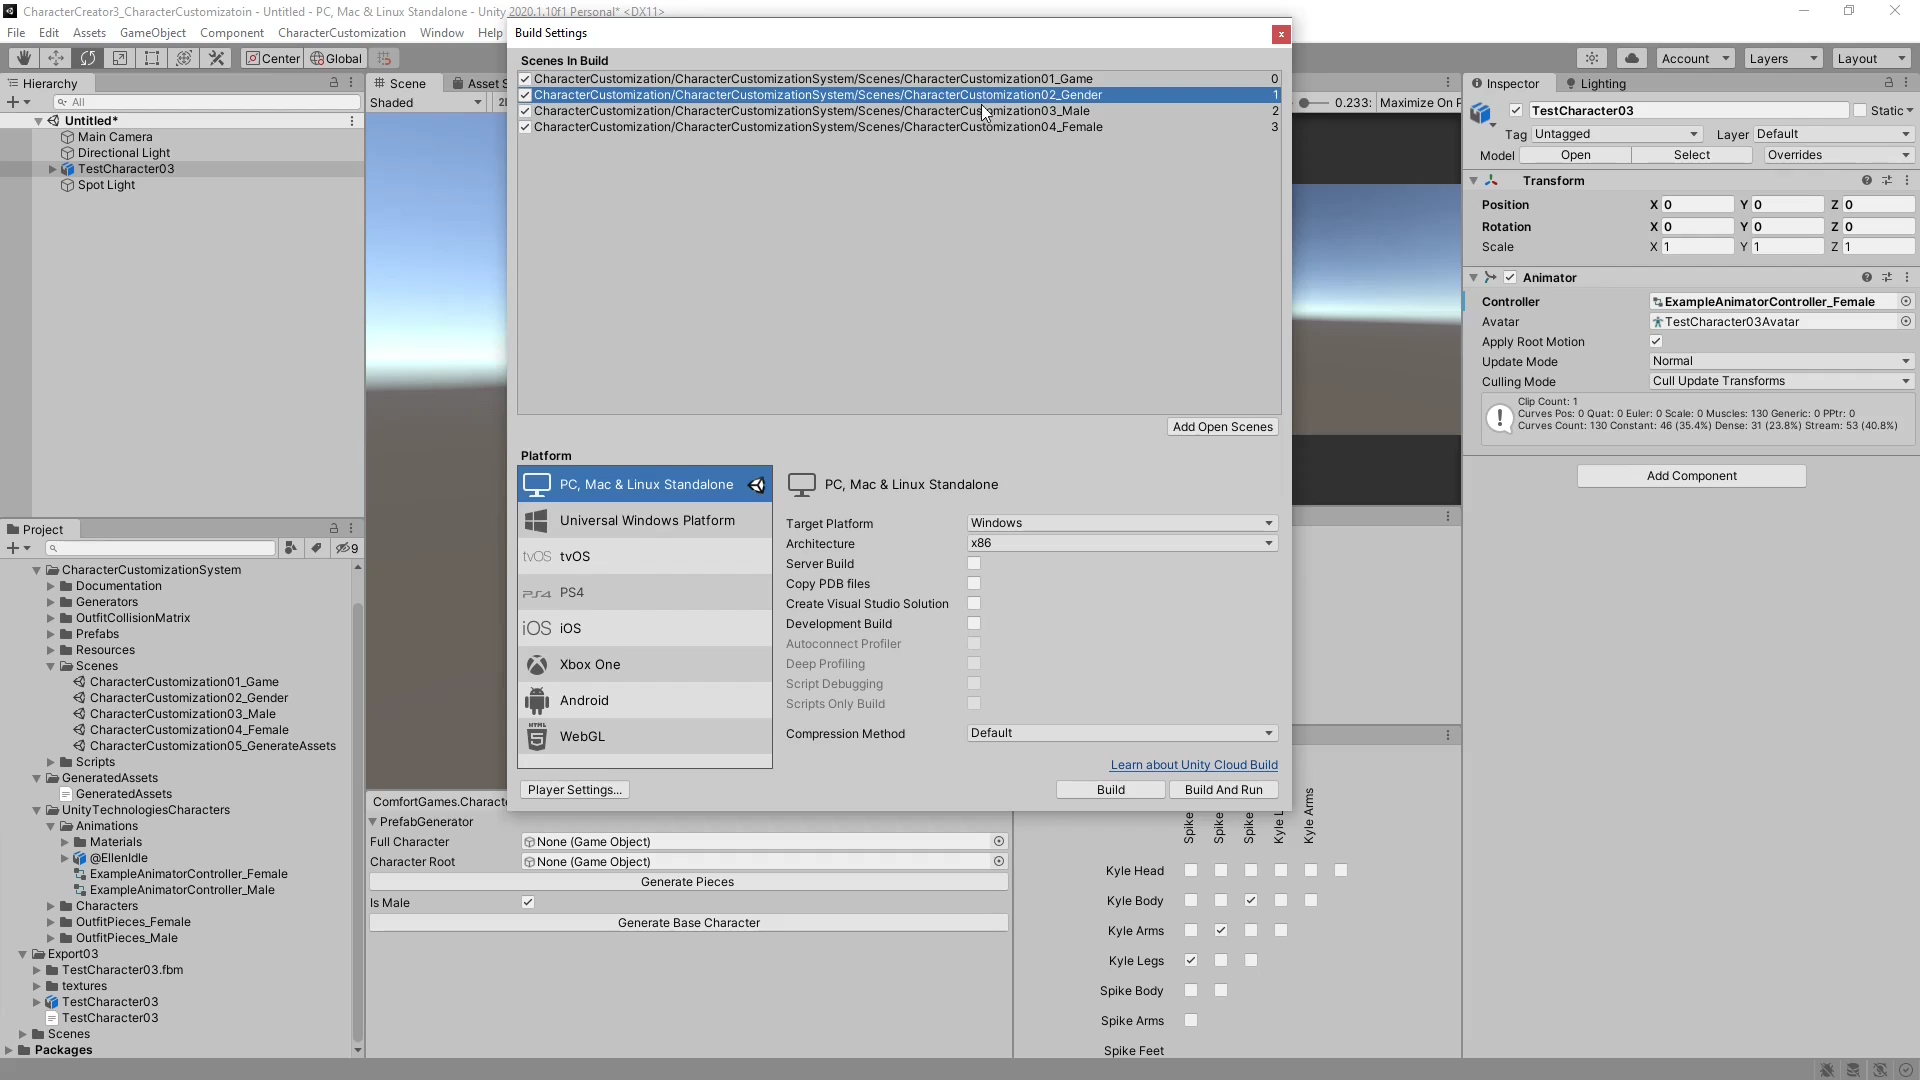 CharacterCreator3_CharacterCustomizatoin - Untitled - PC, Mac & Linux Standalone - Unity 2020.1.10f1 Personal* <DX11>
File Edit Assets GameObject Component CharacterCustomization Window Help
Center Global
Account Layers Layout
Hierarchy
All
Untitled*
Main Camera
Directional Light
TestCharacter03
Spot Light
Scene
Asset S
Shaded
0.233:
Maximize On P
Build Settings
x
Scenes In Build
CharacterCustomization/CharacterCustomizationSystem/Scenes/CharacterCustomization01_Game 0
CharacterCustomization/CharacterCustomizationSystem/Scenes/CharacterCustomization02_Gender 1
CharacterCustomization/CharacterCustomizationSystem/Scenes/CharacterCustomization03_Male 2
CharacterCustomization/CharacterCustomizationSystem/Scenes/CharacterCustomization04_Female 3
Add Open Scenes
Platform
PC, Mac & Linux Standalone
Universal Windows Platform
tvOS tvOS
PS4 PS4
iOS iOS
Xbox One
Android
HTML 5 WebGL
Player Settings...
PC, Mac & Linux Standalone
Target Platform Windows
Architecture x86
Server Build
Copy PDB files
Create Visual Studio Solution
Development Build
Autoconnect Profiler
Deep Profiling
Script Debugging
Scripts Only Build
Compression Method Default
Learn about Unity Cloud Build
Build Build And Run
Inspector Lighting
TestCharacter03 Static
Tag Untagged Layer Default
Model Open Select Overrides
Transform
Position X 0 Y 0 Z 0
Rotation X 0 Y 0 Z 0
Scale X 1 Y 1 Z 1
Animator
Controller ExampleAnimatorController_Female
Avatar TestCharacter03Avatar
Apply Root Motion
Update Mode Normal
Culling Mode Cull Update Transforms
Clip Count: 1
Curves Pos: 0 Quat: 0 Euler: 0 Scale: 0 Muscles: 130 Generic: 0 PPtr: 0
Curves Count: 130 Constant: 46 (35.4%) Dense: 31 (23.8%) Stream: 53 (40.8%)
Add Component
Project
9
CharacterCustomizationSystem
Documentation
Generators
OutfitCollisionMatrix
Prefabs
Resources
Scenes
CharacterCustomization01_Game
CharacterCustomization02_Gender
CharacterCustomization03_Male
CharacterCustomization04_Female
CharacterCustomization05_GenerateAssets
Scripts
GeneratedAssets
GeneratedAssets
UnityTechnologiesCharacters
Animations
Materials
@EllenIdle
ExampleAnimatorController_Female
ExampleAnimatorController_Male
Characters
OutfitPieces_Female
OutfitPieces_Male
Export03
TestCharacter03.fbm
textures
TestCharacter03
TestCharacter03
Scenes
Packages
ComfortGames.Charact
PrefabGenerator
Full Character None (Game Object)
Character Root None (Game Object)
Generate Pieces
Is Male
Generate Base Character
Spike
Spike
Spike
Kyle L
Kyle Arms
Kyle Head
Kyle Body
Kyle Arms
Kyle Legs
Spike Body
Spike Arms
Spike Feet